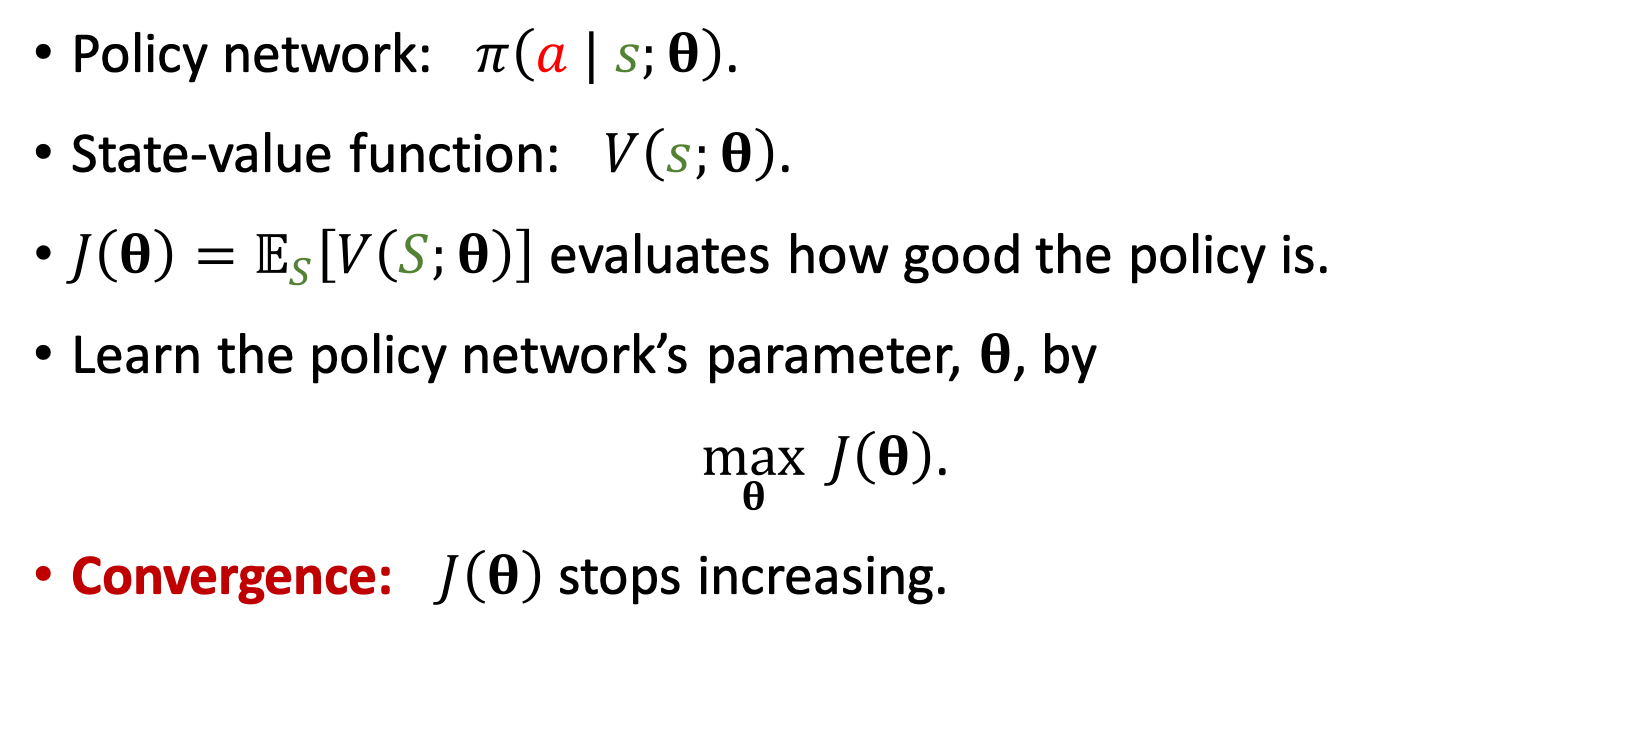 • Policy network: π(a | s; θ).
• State-value function: V(s; θ).
• J(θ) = 𝔼_S[V(S; θ)] evaluates how good the policy is.
• Learn the policy network’s parameter, θ, by
max J(θ).
θ
• Convergence: J(θ) stops increasing.